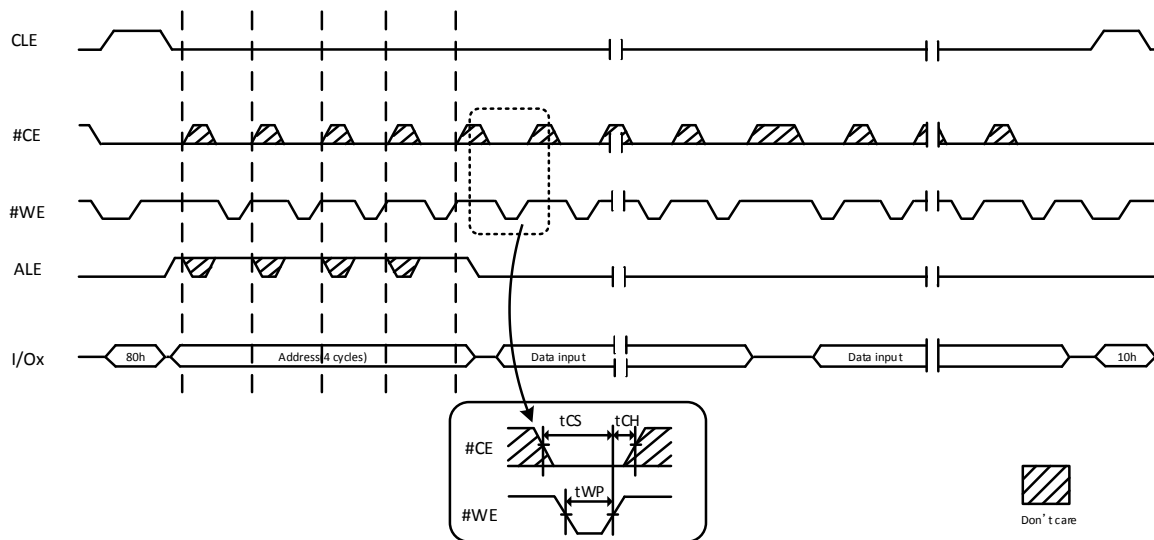 CLE
#CE
#WE
ALE
I/Ox
80h
Address(4 cycles)
Data input
Data input
10h
tCS
tCH
#CE
tWP
#WE
Don't care